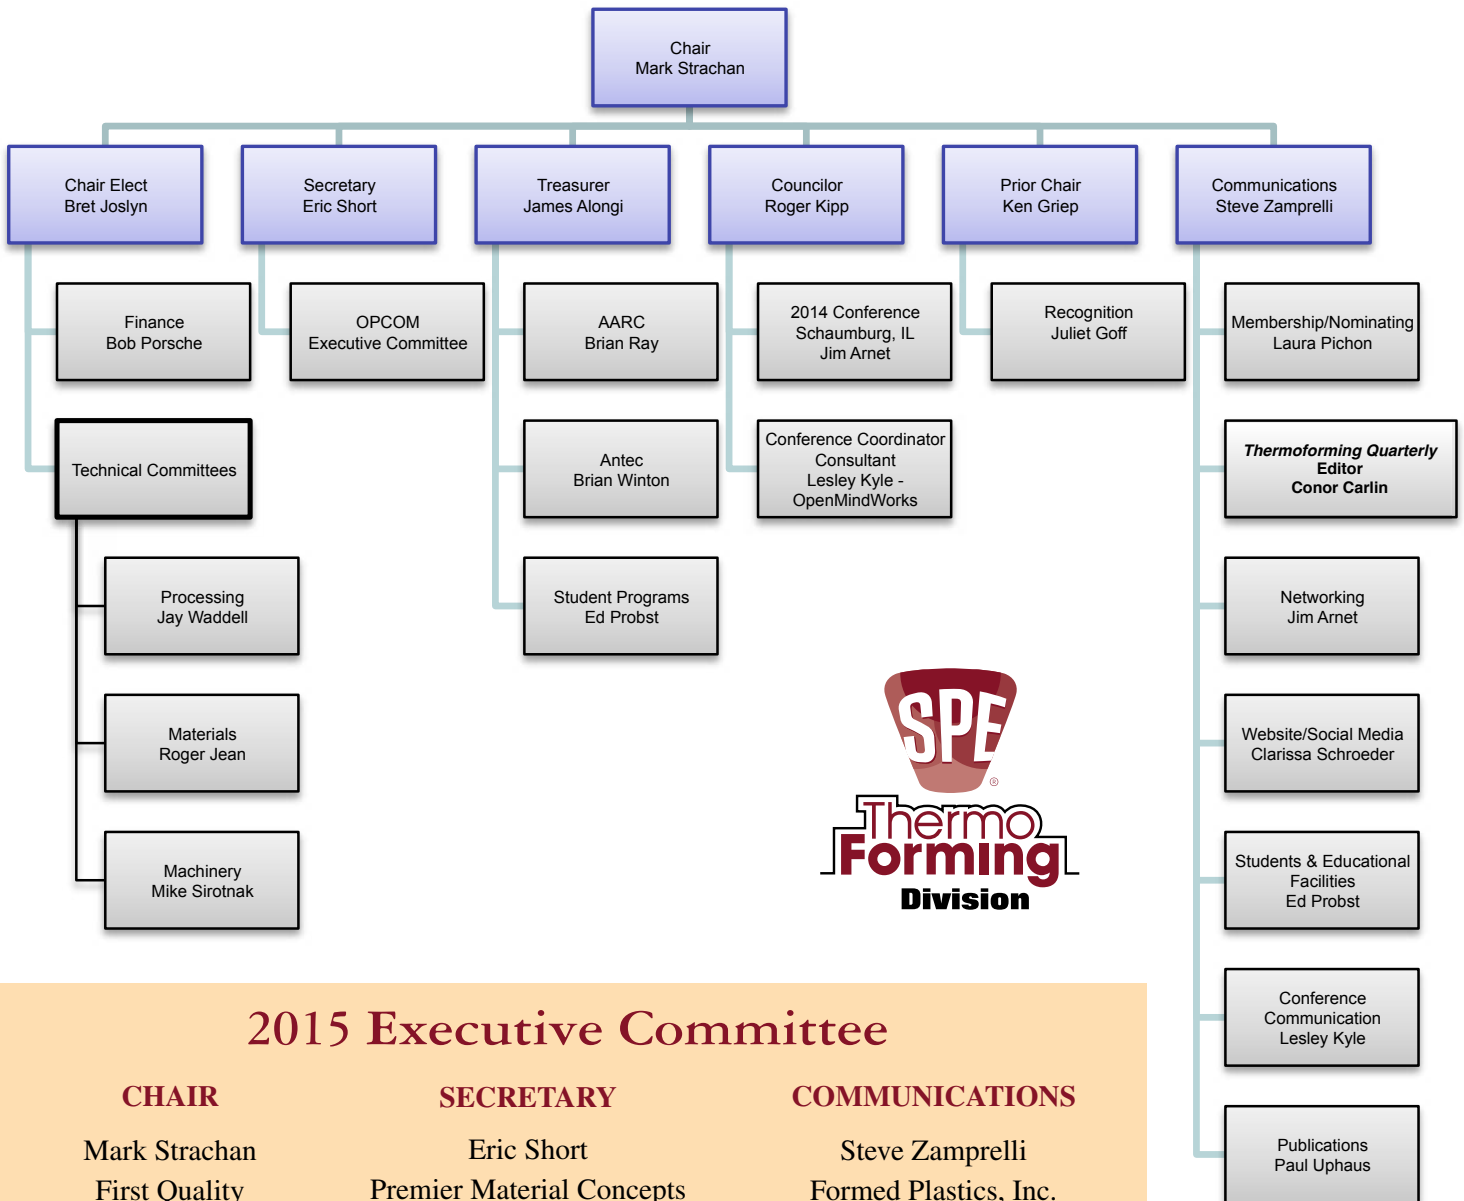 Chair
Mark Strachan
Chair Elect
Bret Joslyn
Secretary
Eric Short
Treasurer
James Alongi
Councilor
Roger Kipp
Prior Chair
Ken Griep
Communications
Steve Zamprelli
Finance
Bob Porsche
OPCOM
Executive Committee
AARC
Brian Ray
2014 Conference
Schaumburg, IL
Jim Arnet
Recognition
Juliet Goff
Membership/Nominating
Laura Pichon
Technical Committees
Antec
Brian Winton
Conference Coordinator
Consultant
Lesley Kyle -
OpenMindWorks
Thermoforming Quarterly
Editor
Conor Carlin
Processing
Jay Waddell
Student Programs
Ed Probst
Networking
Jim Arnet
Materials
Roger Jean
Website/Social Media
Clarissa Schroeder
Machinery
Mike Sirotnak
Students & Educational
Facilities
Ed Probst
SPE
®
Thermo
Forming
Division
Conference
Communication
Lesley Kyle
Publications
Paul Uphaus
2015 Executive Committee
CHAIR
Mark Strachan
First Quality
SECRETARY
Eric Short
Premier Material Concepts
COMMUNICATIONS
Steve Zamprelli
Formed Plastics, Inc.